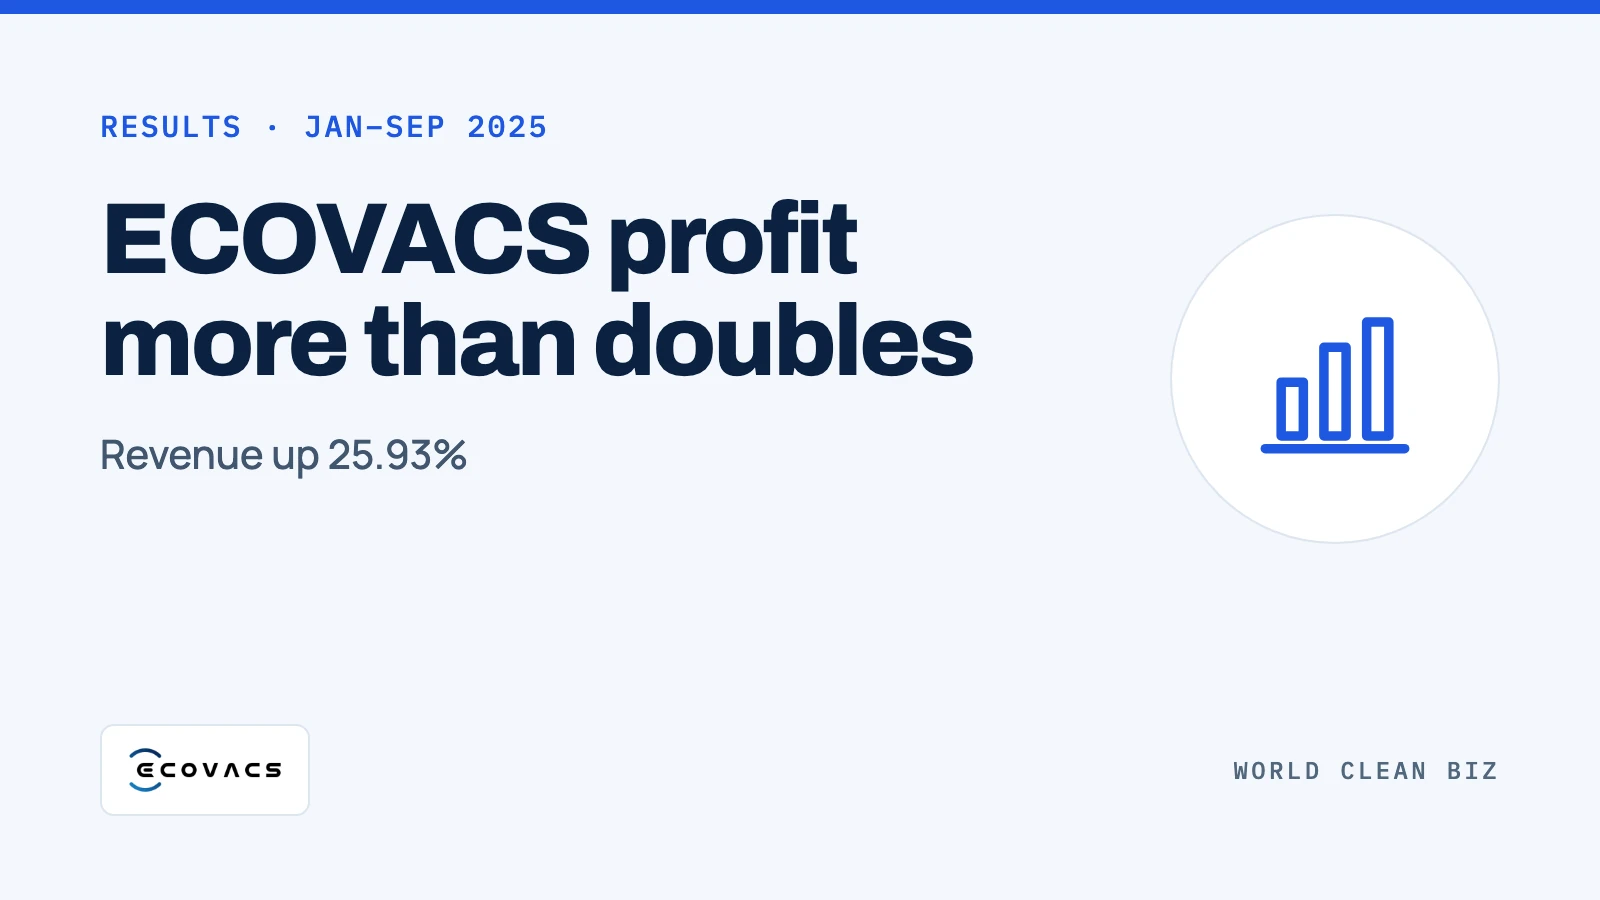 RESULTS · JAN–SEP 2025
ECOVACS profit
more than doubles
Revenue up 25.93%
ECOVACS
WORLD CLEAN BIZ